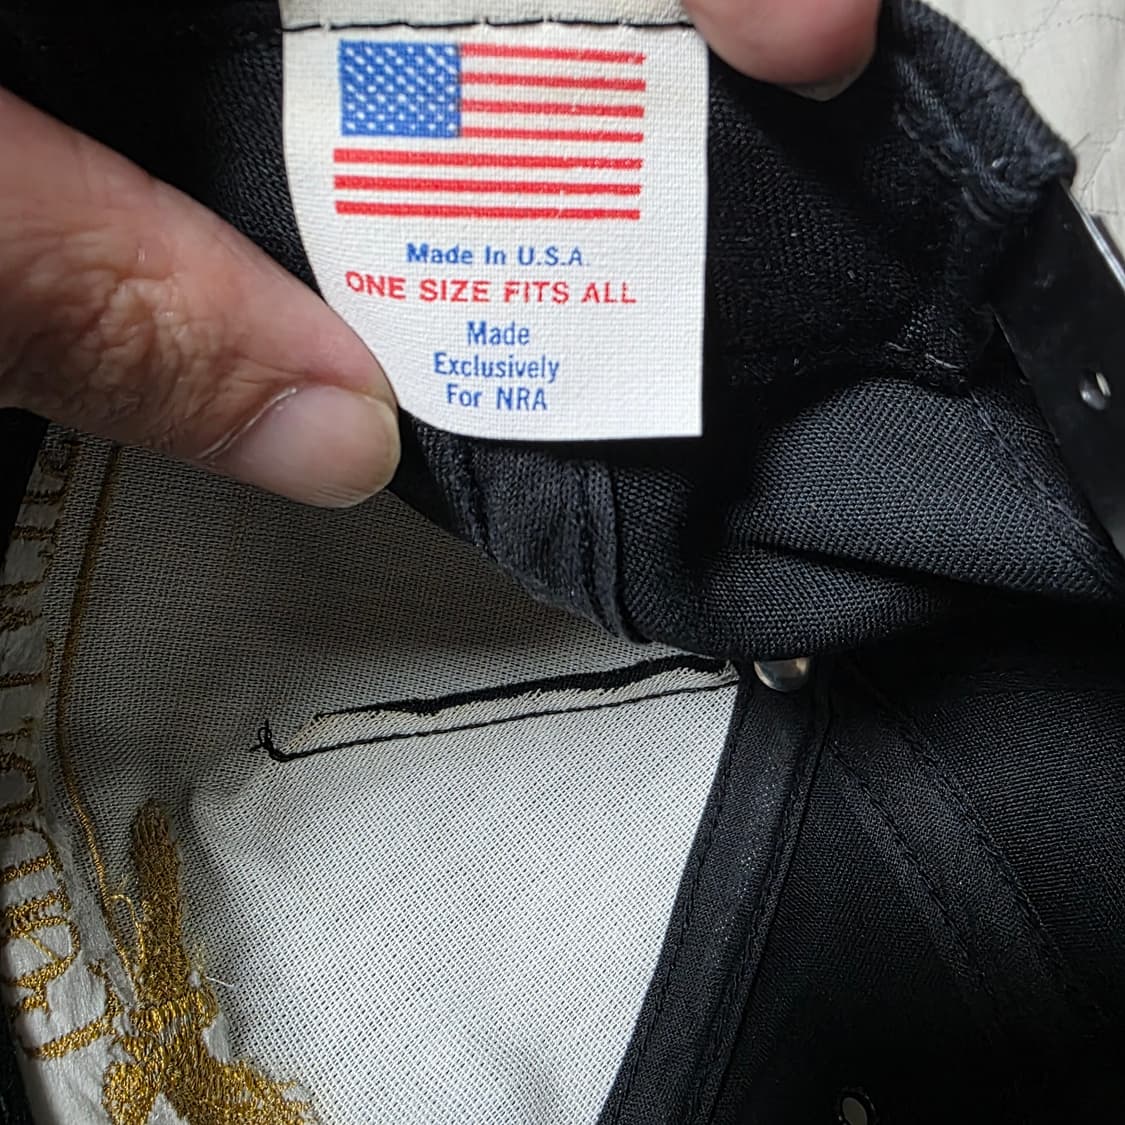 Made In U.S.A.
ONE SIZE FITS ALL
Made
Exclusively
For NRA